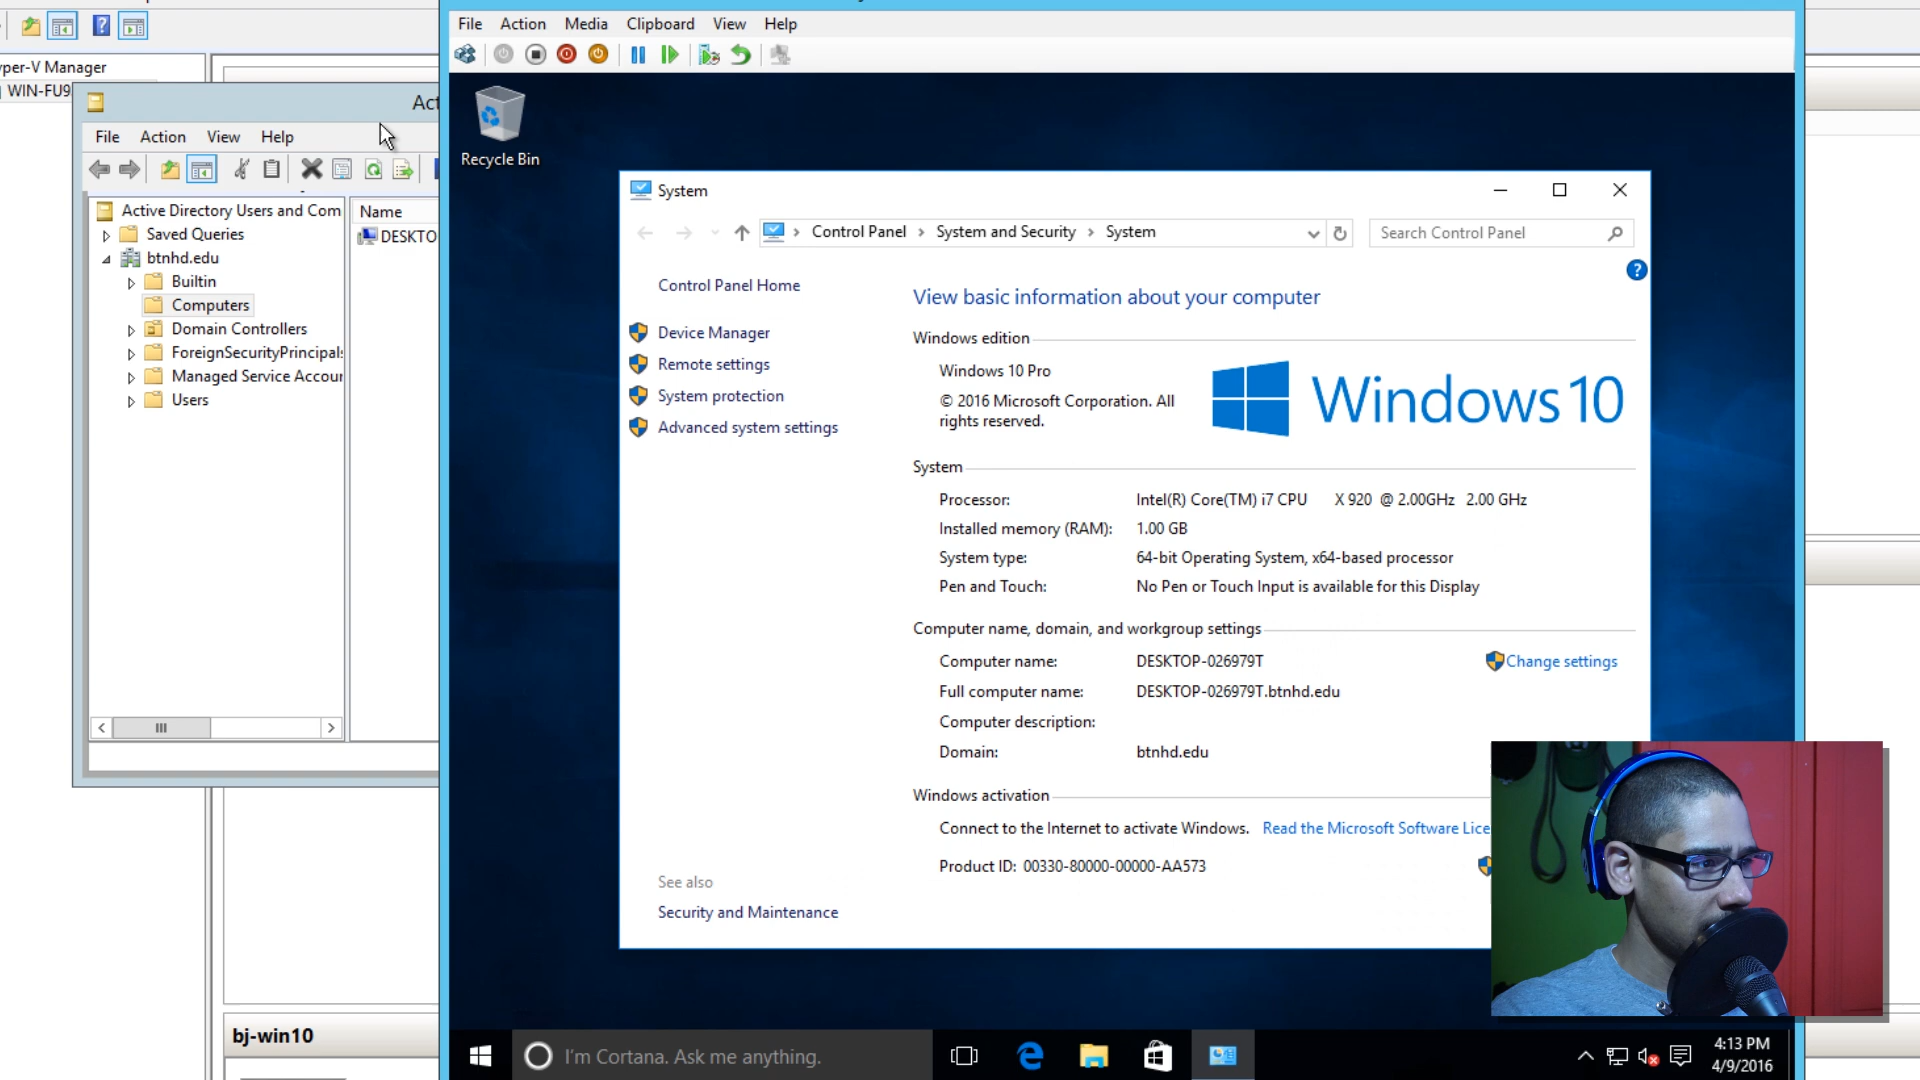 yper-V Manager
WIN-FU9
Act
File Action View Help
Active Directory Users and Com
Saved Queries
btnhd.edu
Builtin
Computers
Domain Controllers
ForeignSecurityPrincipals
Managed Service Accour
Users
Name
DESKTO
bj-win10
File Action Media Clipboard View Help
Recycle Bin
System
Control Panel System and Security System
Search Control Panel
Control Panel Home
Device Manager
Remote settings
System protection
Advanced system settings
See also
Security and Maintenance
View basic information about your computer
Windows edition
Windows 10 Pro
© 2016 Microsoft Corporation. All
rights reserved.
Windows 10
System
Processor: Intel(R) Core(TM) i7 CPU X 920 @ 2.00GHz 2.00 GHz
Installed memory (RAM): 1.00 GB
System type: 64-bit Operating System, x64-based processor
Pen and Touch: No Pen or Touch Input is available for this Display
Computer name, domain, and workgroup settings
Computer name: DESKTOP-026979T
Change settings
Full computer name: DESKTOP-026979T.btnhd.edu
Computer description:
Domain: btnhd.edu
Windows activation
Connect to the Internet to activate Windows. Read the Microsoft Software Lice
Product ID: 00330-80000-00000-AA573
I'm Cortana. Ask me anything.
4:13 PM
4/9/2016